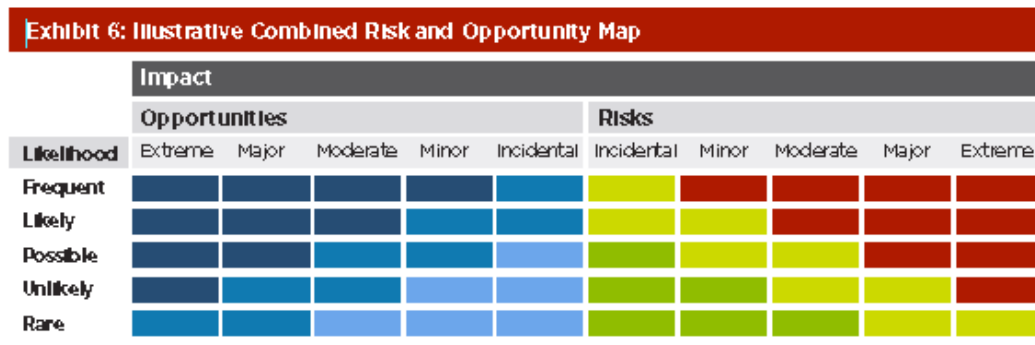 Exhibit 6: Illustrative Combined Risk and Opportunity Map
Impact
Opportunities Risks
Likelihood Extreme Major Moderate Minor Incidental Incidental Minor Moderate Major Extreme
Frequent
Likely
Possible
Unlikely
Rare